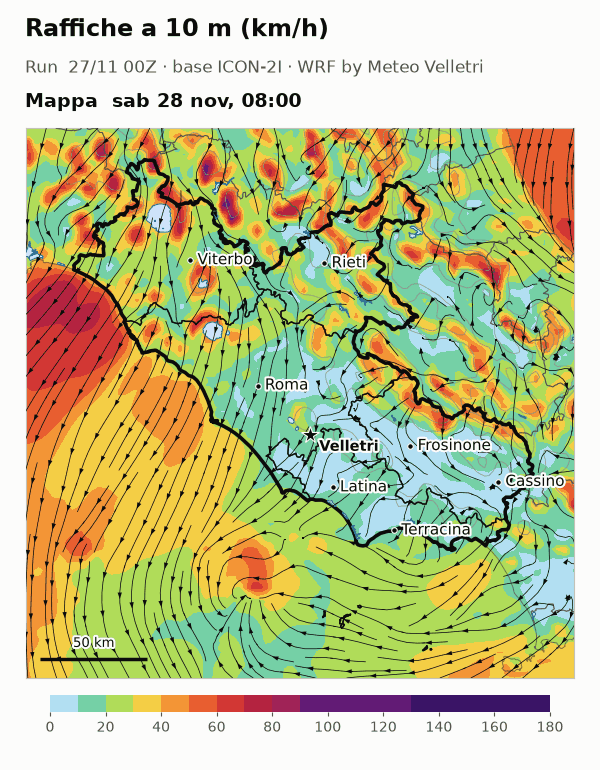 Raffiche a 10 m (km/h)
Run 27/11 00Z · base ICON-2I · WRF by Meteo Velletri
Mappa sab 28 nov, 08:00
Viterbo
Rieti
Roma
Velletri
Frosinone
Cassino
Latina
Terracina
50 km
0 20 40 60 80 100 120 140 160 180